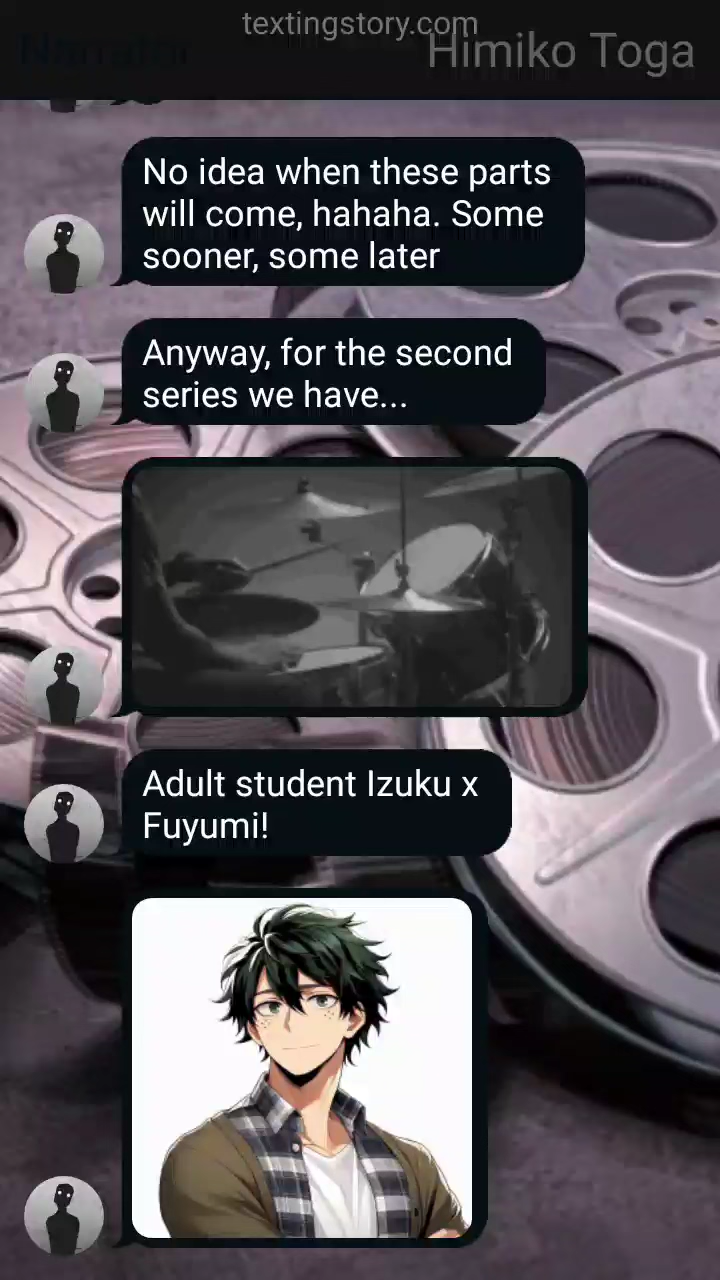 textingstory.com
Narrator
Himiko Toga
No idea when these parts
will come, hahaha. Some
sooner, some later
Anyway, for the second
series we have...
Adult student Izuku x
Fuyumi!